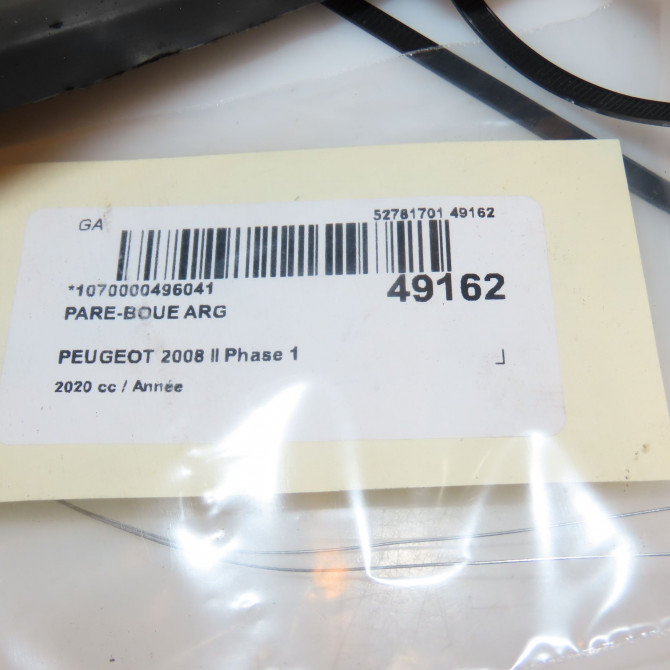 GA
52781701 49162
*1070000496041
49162
PARE-BOUE ARG
PEUGEOT 2008 II Phase 1
2020 cc / Année